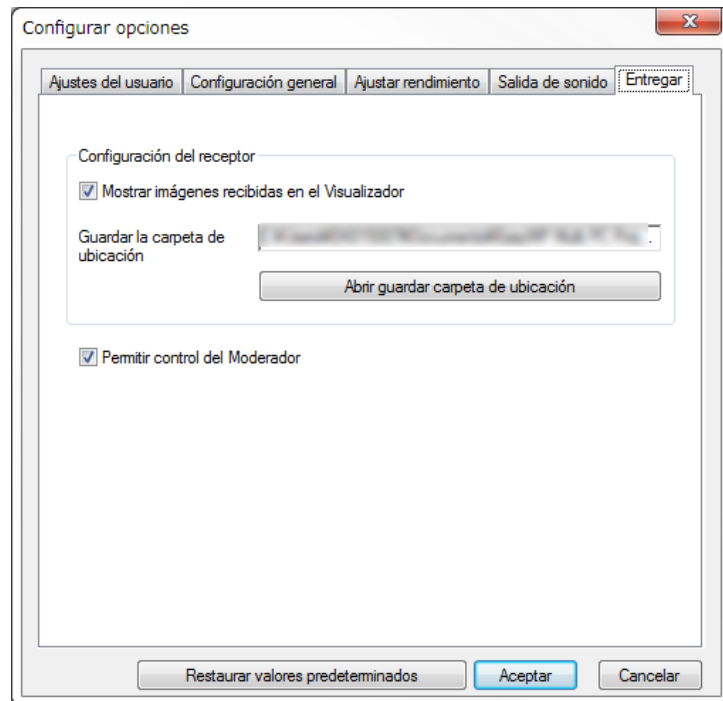 Configurar opciones
Ajustes del usuario Configuración general Ajustar rendimiento Salida de sonido Entregar
Configuración del receptor
Mostrar imágenes recibidas en el Visualizador
Guardar la carpeta de
ubicación
Abrir guardar carpeta de ubicación
Permitir control del Moderador
Restaurar valores predeterminados Aceptar Cancelar